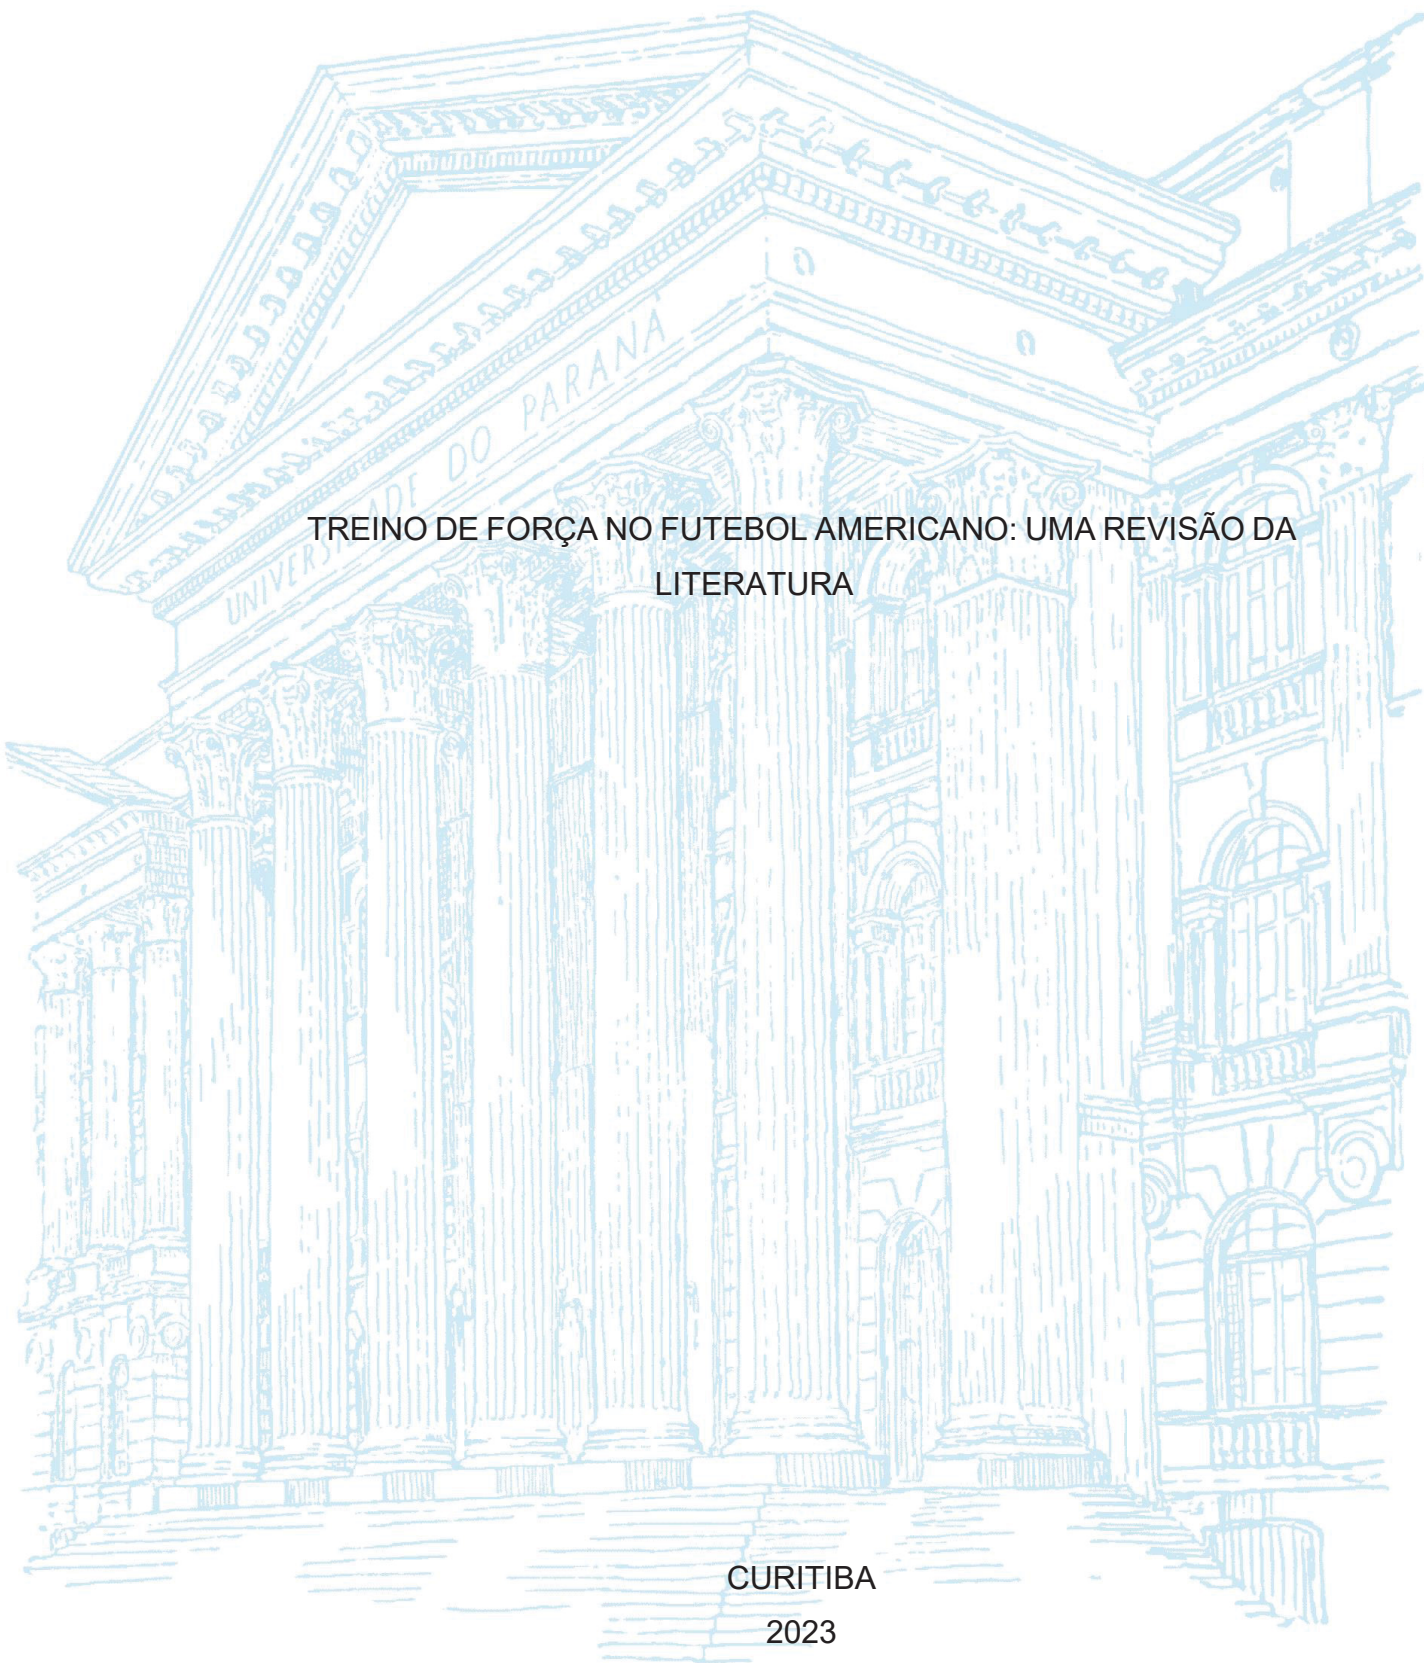 UNIVERSIDADE DO PARANÁ
TREINO DE FORÇA NO FUTEBOL AMERICANO: UMA REVISÃO DA
LITERATURA
CURITIBA
2023